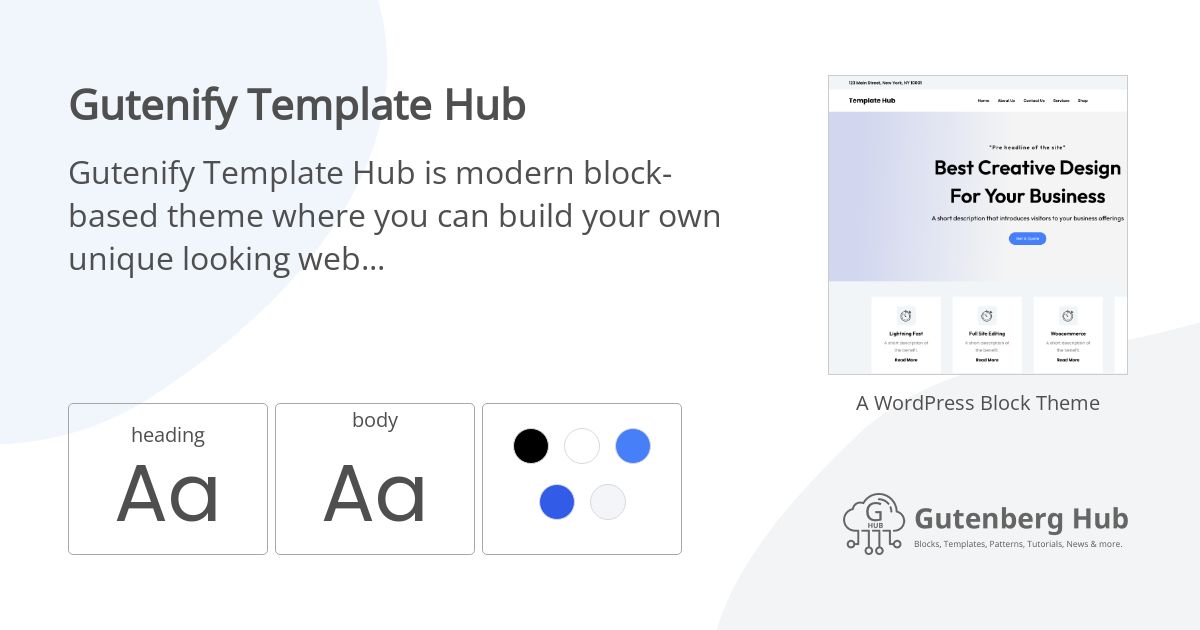 Gutenify Template Hub
Gutenify Template Hub is modern block-
based theme where you can build your own
unique looking web...
heading
Aa
body
Aa
123 Main Street, New York, NY 10001
Template Hub
Home About Us Contact Us Services Shop
"Pre headline of the site"
Best Creative Design
For Your Business
A short description that introduces visitors to your business offerings
Get A Quote
Lightning Fast
A short description of
the benefit.
Read More
Full Site Editing
A short description of
the benefit.
Read More
Woocommerce
A short description of
the benefit.
Read More
A WordPress Block Theme
G
HUB
Gutenberg Hub
Blocks, Templates, Patterns, Tutorials, News & more.